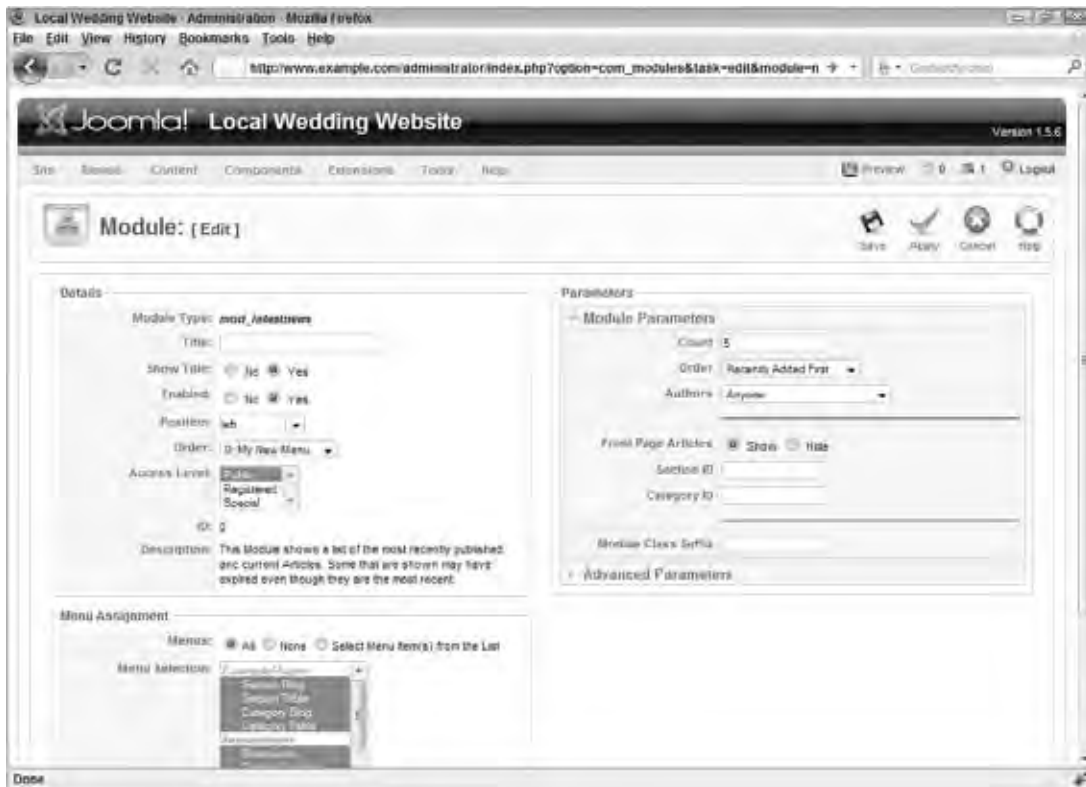 Local Wedding Website - Administration - Mozilla Firefox
File Edit View History Bookmarks Tools Help
http://www.example.com/administrator/index.php?option=com_modules&task=edit&module=n
Joomla! Local Wedding Website
Version 1.5.6
Site Menus Content Components Extensions Tools Help
Preview 0 1 Logout
Module: [ Edit ]
Save Apply Cancel Help
Details
Module Type: mod_latestnews
Title:
Show Title: No Yes
Enabled: No Yes
Position: left
Order: 0::My New Menu
Access Level: Public
Registered
Special
ID: 0
Description: This Module shows a list of the most recently published
and current Articles. Some that are shown may have
expired even though they are the most recent.
Menu Assignment
Menus: All None Select Menu Item(s) from the List
Menu Selection:
Section Blog
Section Table
Category Blog
Category Table
Parameters
Module Parameters
Count 5
Order Recently Added First
Authors Anyone
Front Page Articles Show Hide
Section ID
Category ID
Module Class Suffix
Advanced Parameters
Done